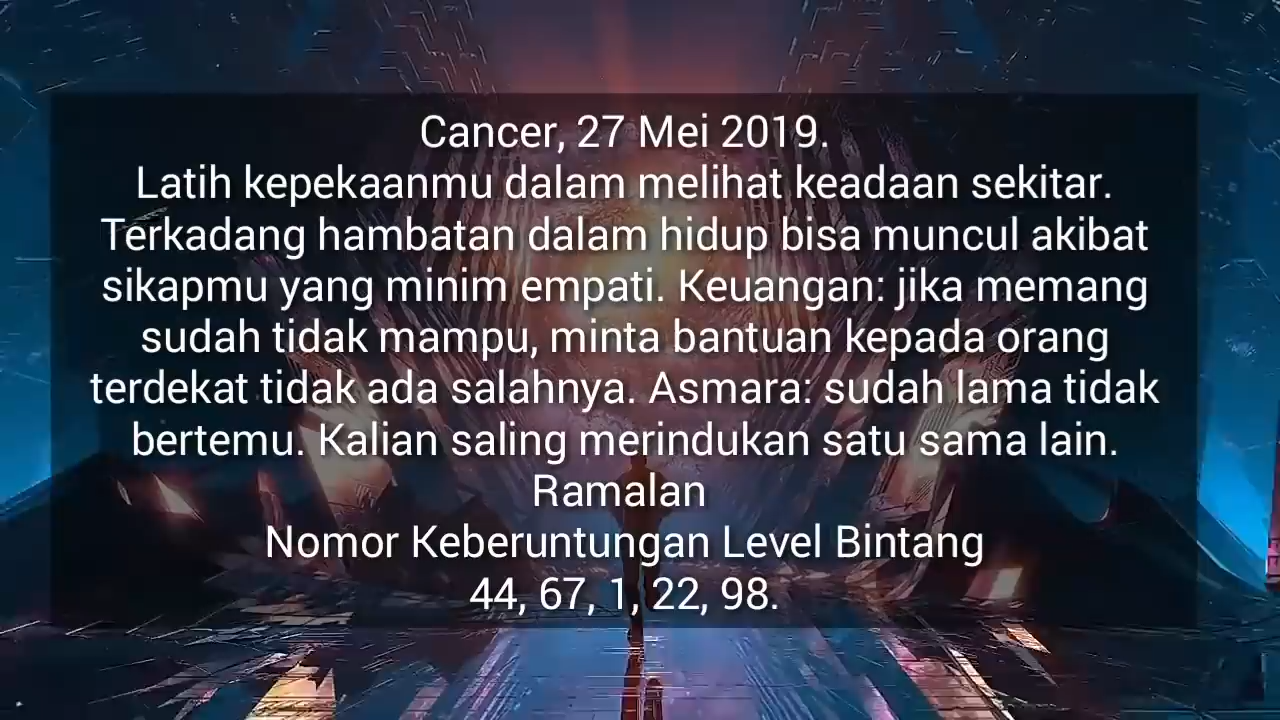 Cancer, 27 Mei 2019.
Latih kepekaanmu dalam melihat keadaan sekitar.
Terkadang hambatan dalam hidup bisa muncul akibat
sikapmu yang minim empati. Keuangan: jika memang
sudah tidak mampu, minta bantuan kepada orang
terdekat tidak ada salahnya. Asmara: sudah lama tidak
bertemu. Kalian saling merindukan satu sama lain.
Ramalan
Nomor Keberuntungan Level Bintang
44, 67, 1, 22, 98.